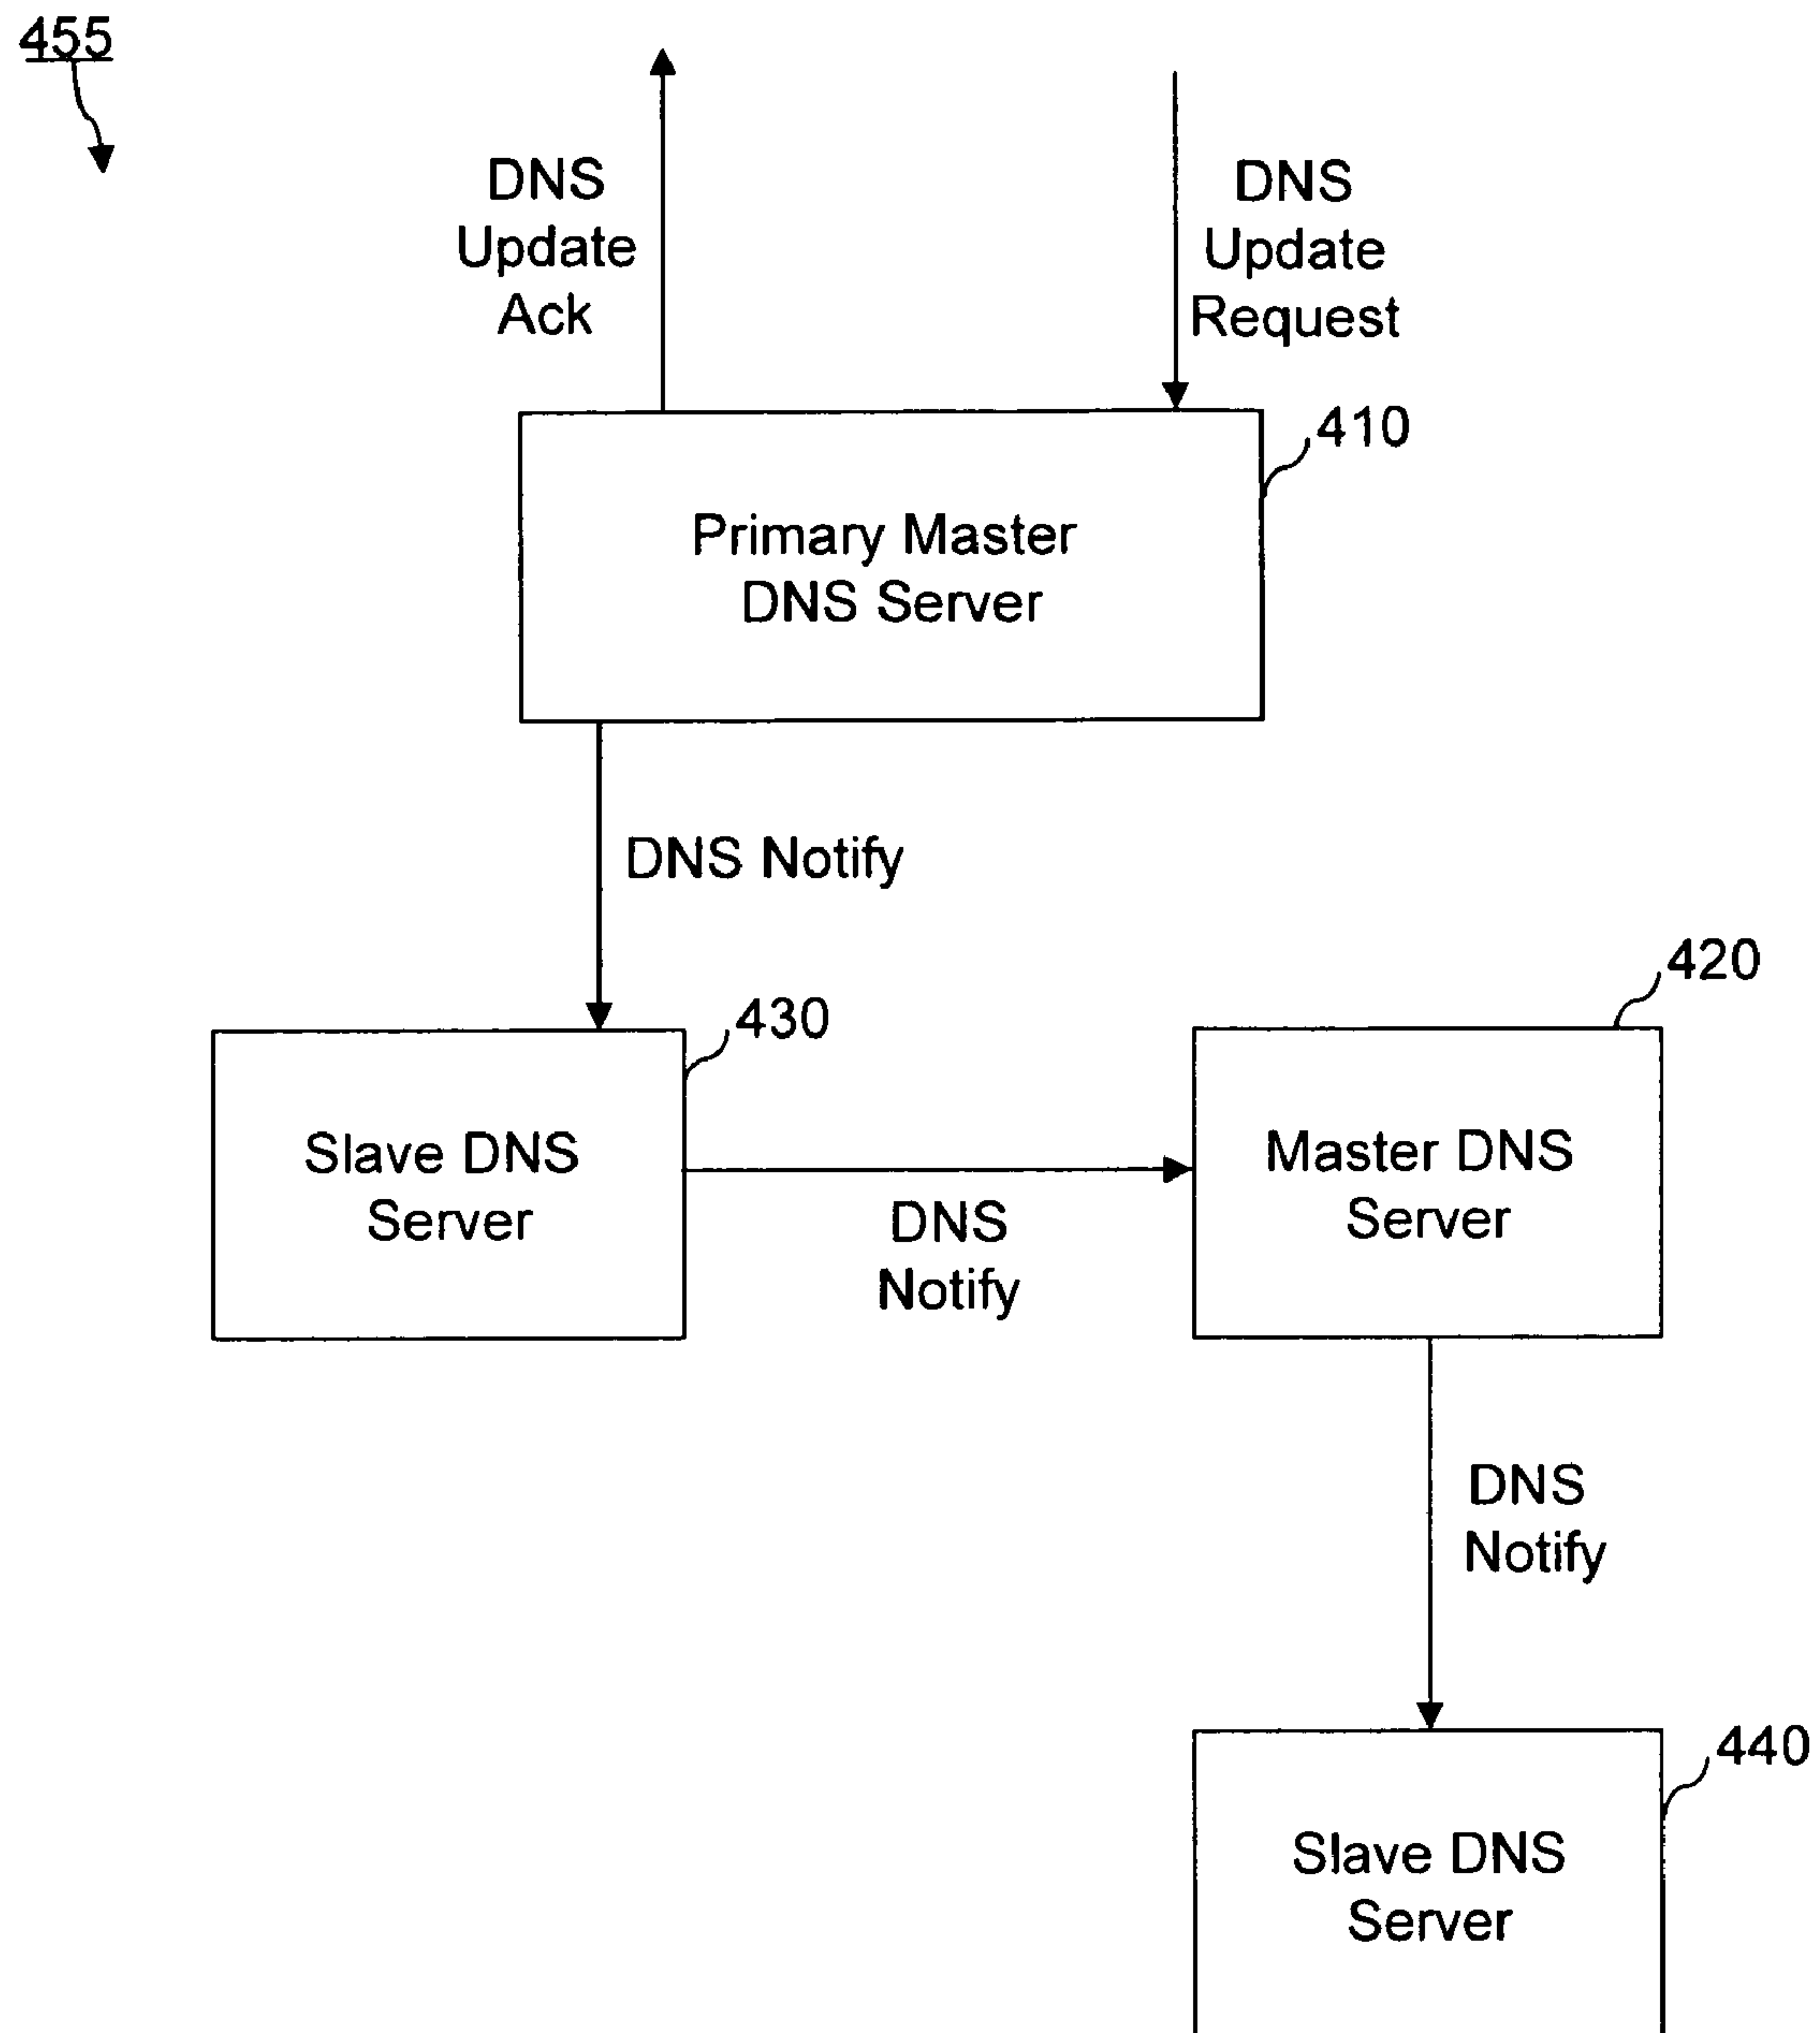 455
DNS
Update
Ack
DNS
Update
Request
410
Primary Master
DNS Server
DNS Notify
420
430
Slave DNS
Server
DNS
Notify
Master DNS
Server
DNS
Notify
440
Slave DNS
Server